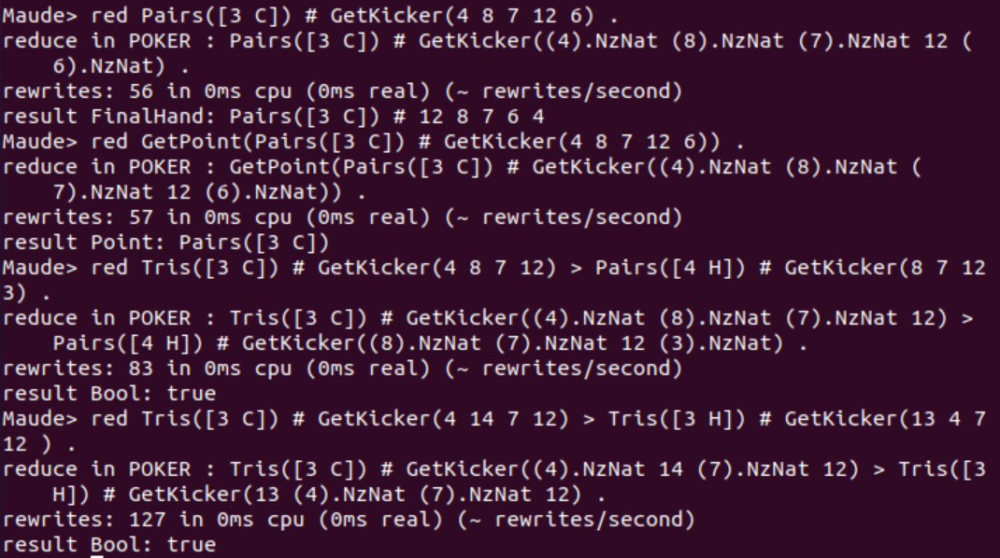 Maude> red Pairs([3 C]) # GetKicker(4 8 7 12 6) .
reduce in POKER : Pairs([3 C]) # GetKicker((4).NzNat (8).NzNat (7).NzNat 12 (
    6).NzNat) .
rewrites: 56 in 0ms cpu (0ms real) (~ rewrites/second)
result FinalHand: Pairs([3 C]) # 12 8 7 6 4
Maude> red GetPoint(Pairs([3 C]) # GetKicker(4 8 7 12 6)) .
reduce in POKER : GetPoint(Pairs([3 C]) # GetKicker((4).NzNat (8).NzNat (
    7).NzNat 12 (6).NzNat)) .
rewrites: 57 in 0ms cpu (0ms real) (~ rewrites/second)
result Point: Pairs([3 C])
Maude> red Tris([3 C]) # GetKicker(4 8 7 12) > Pairs([4 H]) # GetKicker(8 7 12
3) .
reduce in POKER : Tris([3 C]) # GetKicker((4).NzNat (8).NzNat (7).NzNat 12) >
    Pairs([4 H]) # GetKicker((8).NzNat (7).NzNat 12 (3).NzNat) .
rewrites: 83 in 0ms cpu (0ms real) (~ rewrites/second)
result Bool: true
Maude> red Tris([3 C]) # GetKicker(4 14 7 12) > Tris([3 H]) # GetKicker(13 4 7
12 ) .
reduce in POKER : Tris([3 C]) # GetKicker((4).NzNat 14 (7).NzNat 12) > Tris([3
    H]) # GetKicker(13 (4).NzNat (7).NzNat 12) .
rewrites: 127 in 0ms cpu (0ms real) (~ rewrites/second)
result Bool: true